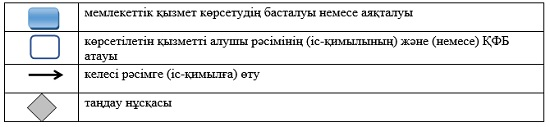 мемлекеттік қызмет көрсетудің басталуы немесе аяқталуы
көрсетілетін қызметті алушы рәсімінің (іс-қимылының) және (немесе) ҚФБ
атауы
келесі рәсімге (іс-қимылға) өту
таңдау нұсқасы